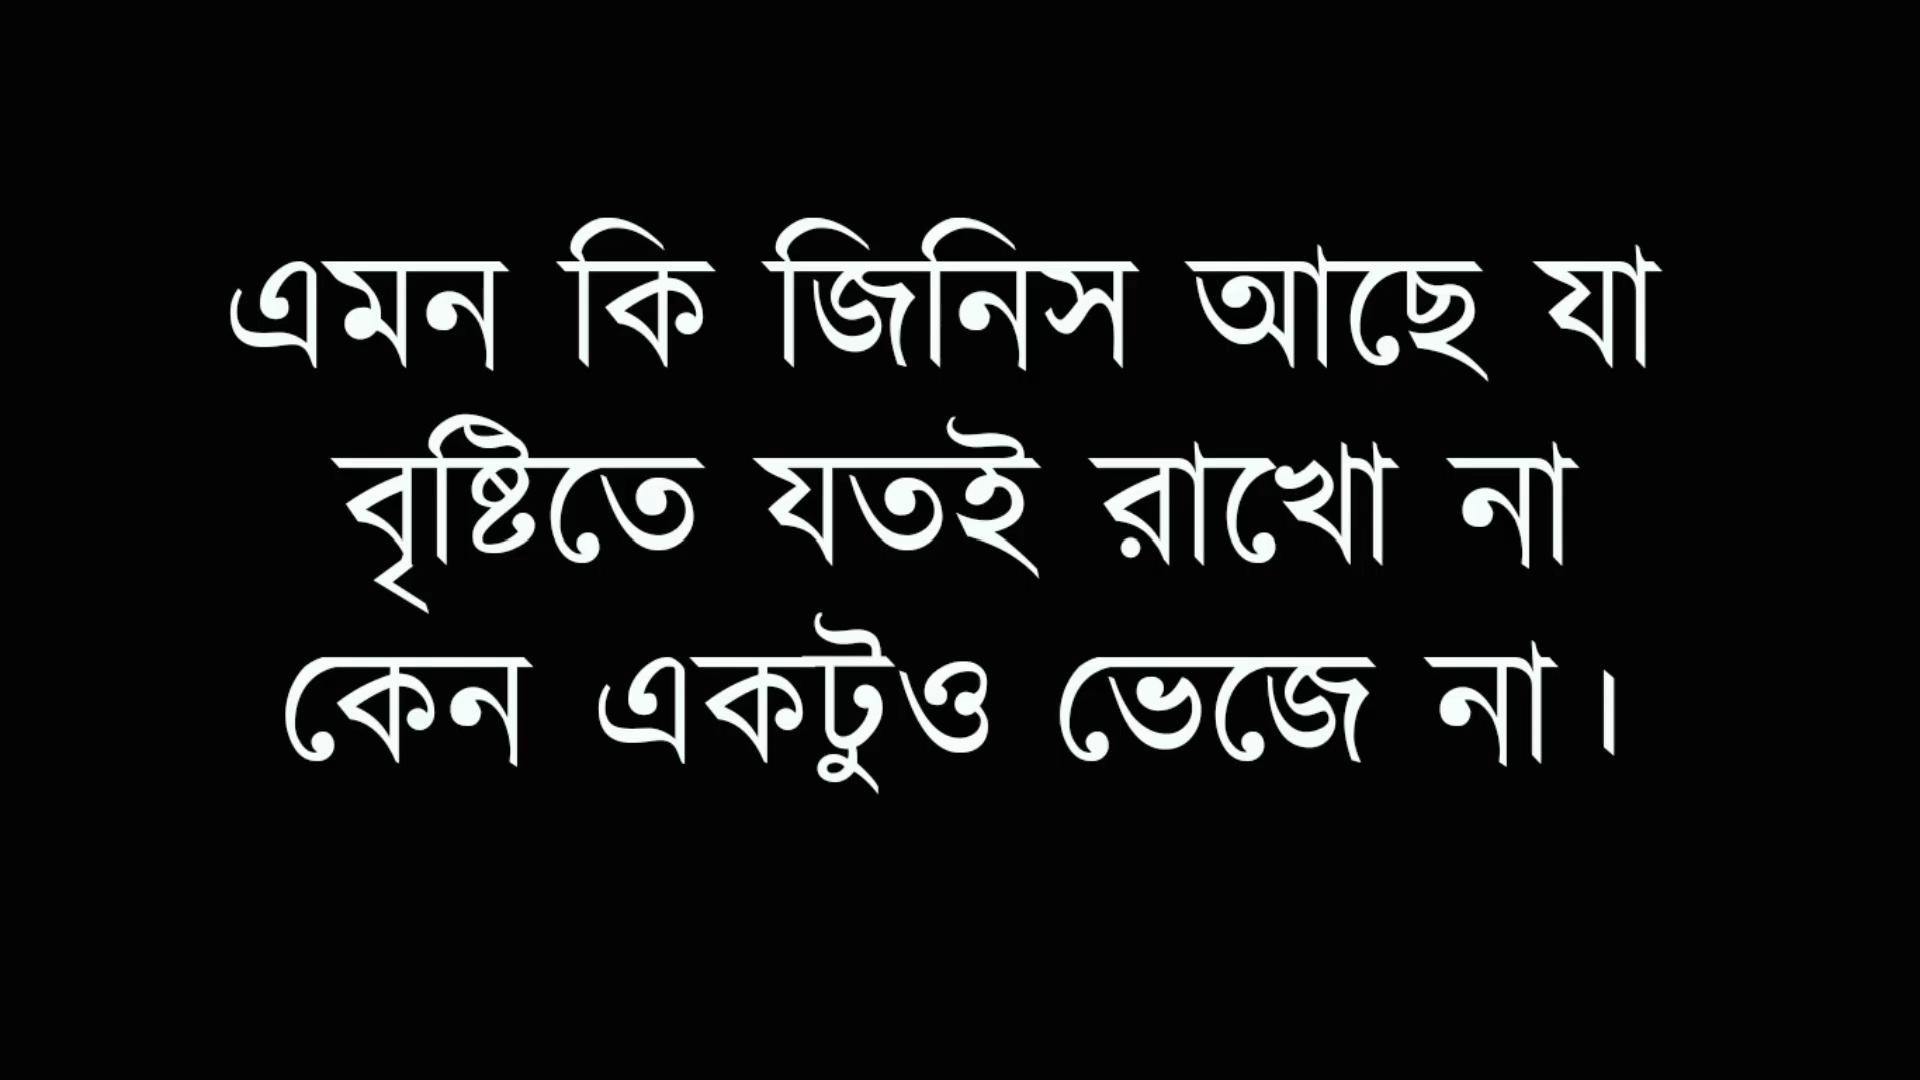 এমন কি জিনিস আছে যা
বৃষ্টিতে যতই রাখো না
কেন একটুও ভেজে না।